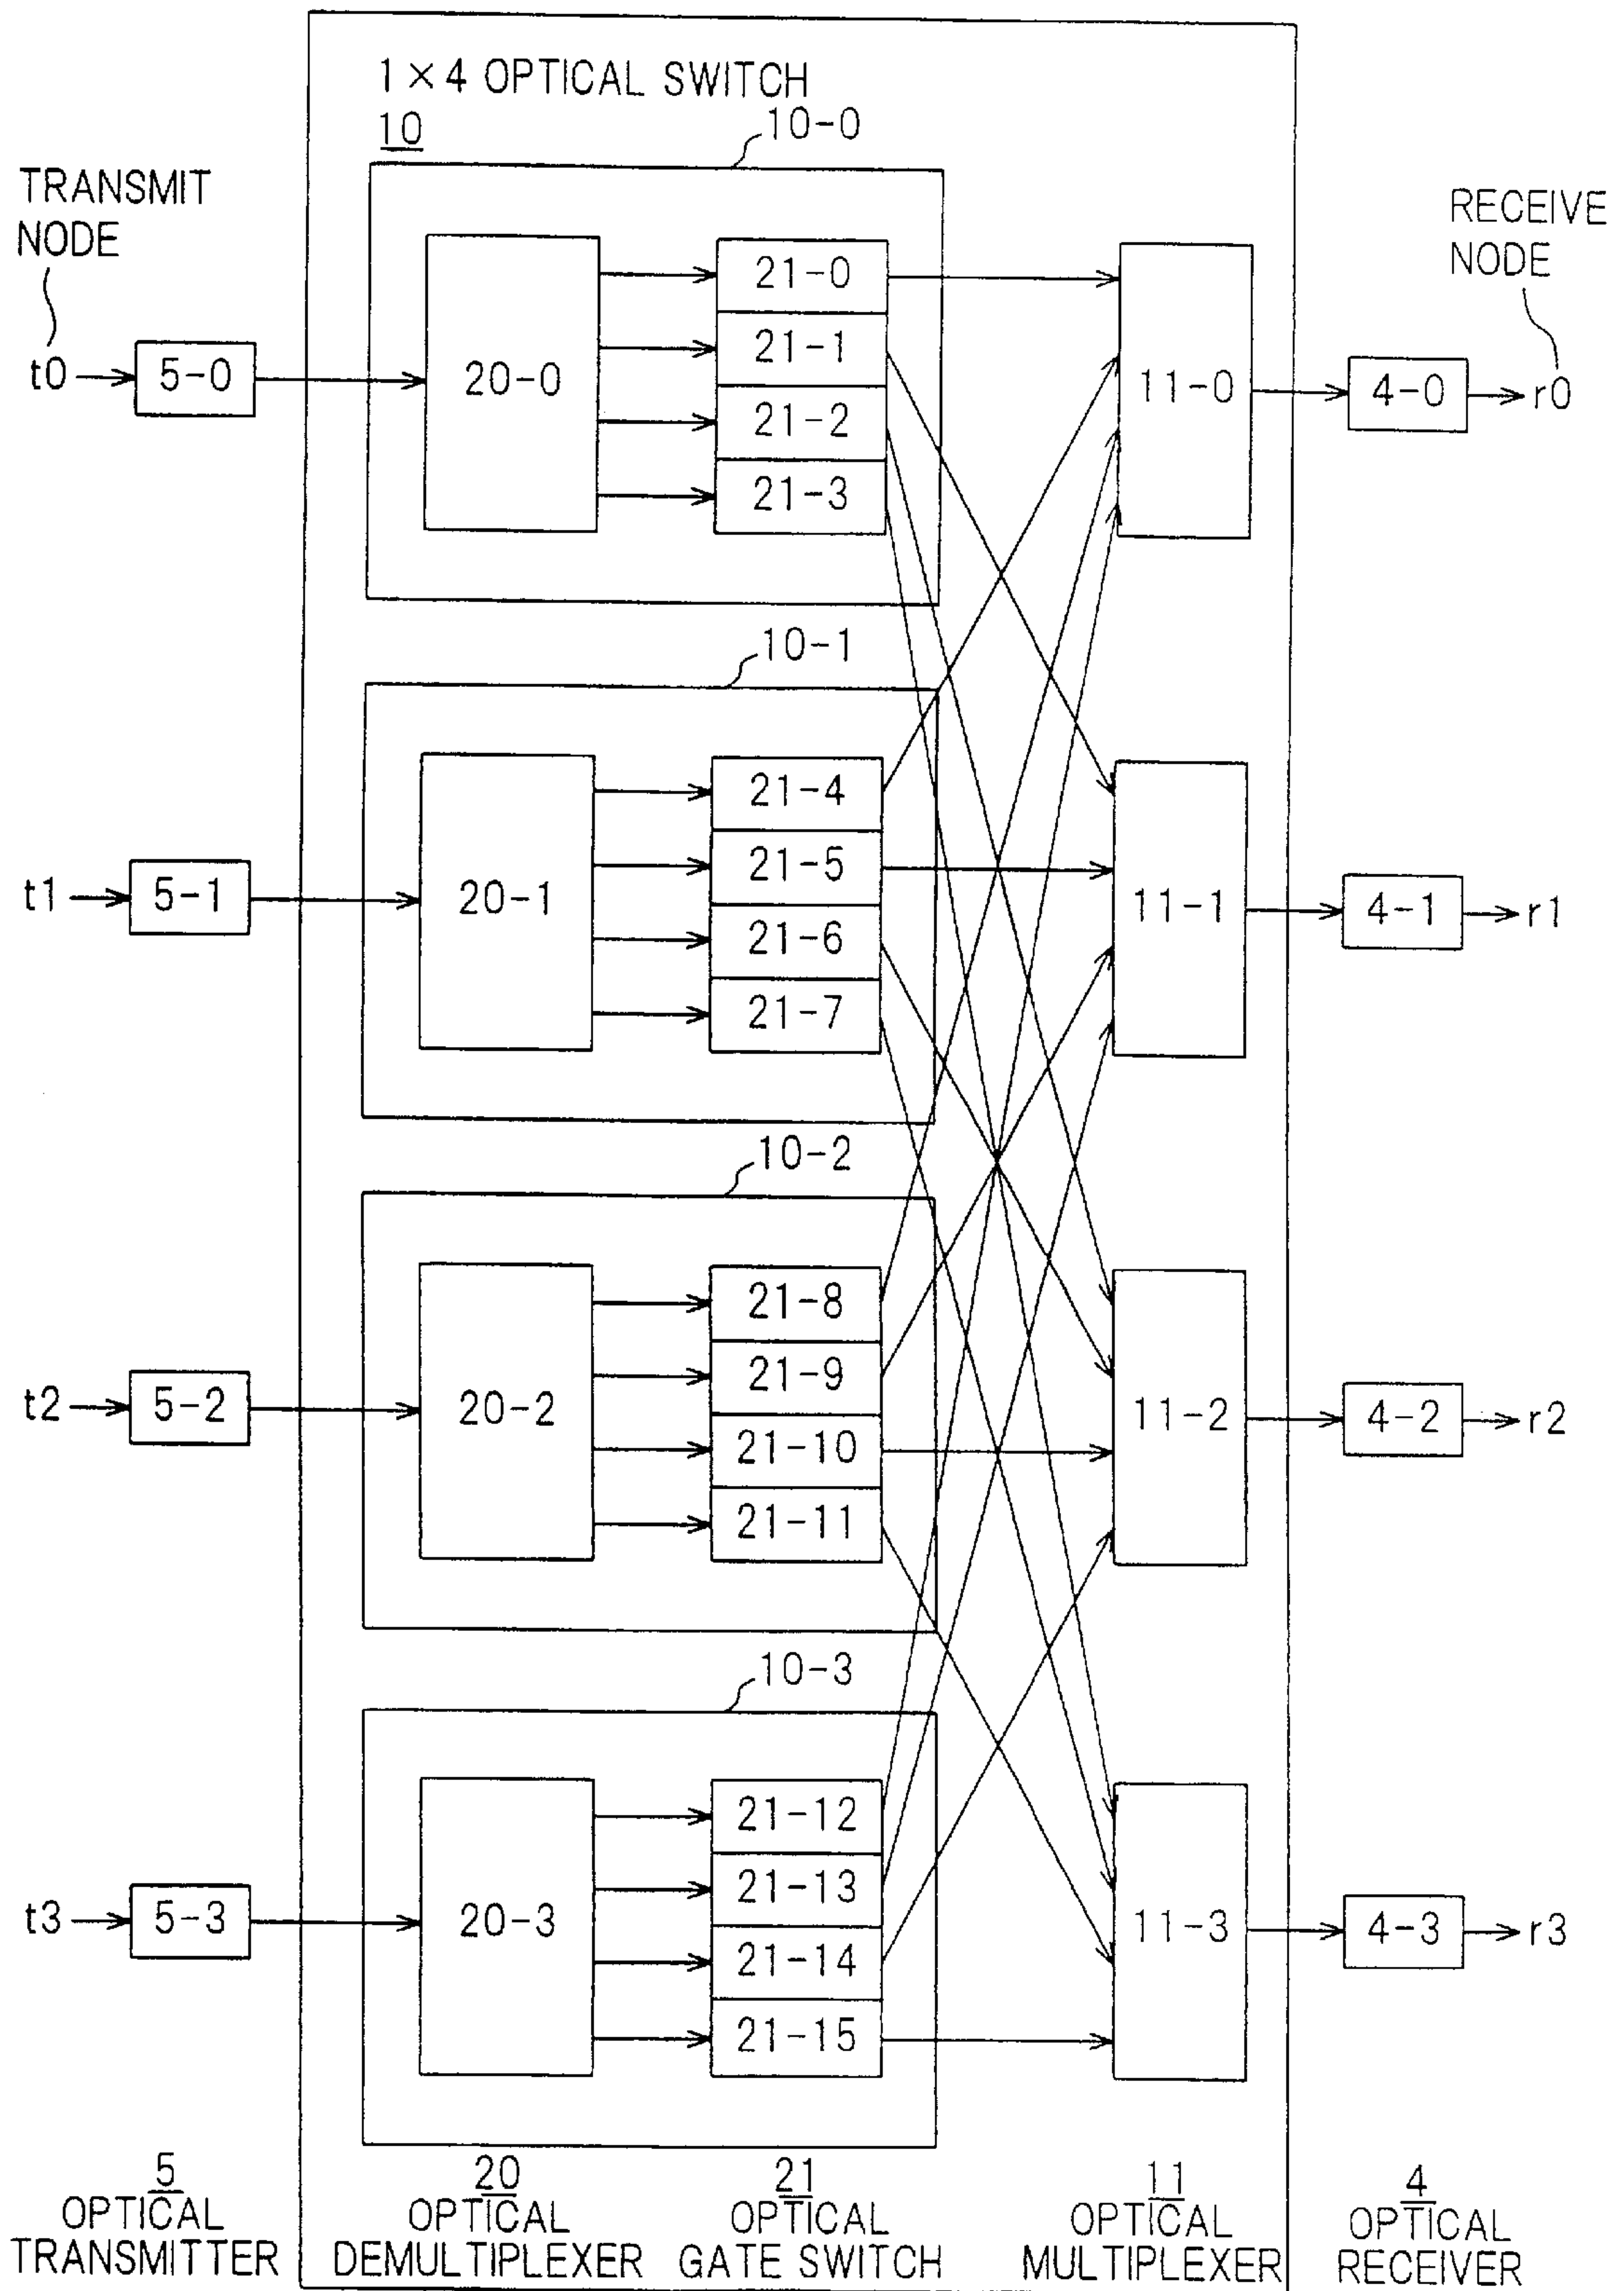 1×4 OPTICAL SWITCH
10
10-0
TRANSMIT
NODE
RECEIVE
NODE
t0
5-0
20-0
21-0
21-1
21-2
21-3
11-0
4-0
r0
10-1
t1
5-1
20-1
21-4
21-5
21-6
21-7
11-1
4-1
r1
10-2
t2
5-2
20-2
21-8
21-9
21-10
21-11
11-2
4-2
r2
10-3
t3
5-3
20-3
21-12
21-13
21-14
21-15
11-3
4-3
r3
5
OPTICAL
TRANSMITTER
20
OPTICAL
DEMULTIPLEXER
21
OPTICAL
GATE SWITCH
11
OPTICAL
MULTIPLEXER
4
OPTICAL
RECEIVER